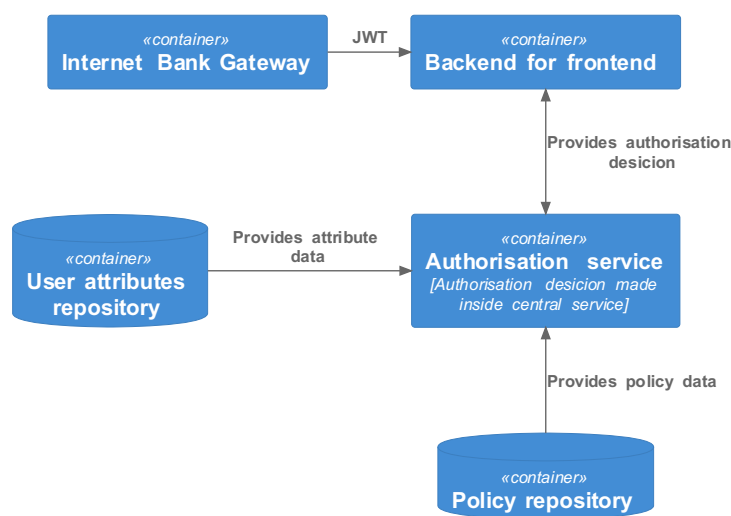 «container»
Internet Bank Gateway
JWT
«container»
Backend for frontend
Provides authorisation
desicion
«container»
User attributes
repository
Provides attribute
data
«container»
Authorisation service
[Authorisation desicion made
inside central service]
Provides policy data
«container»
Policy repository